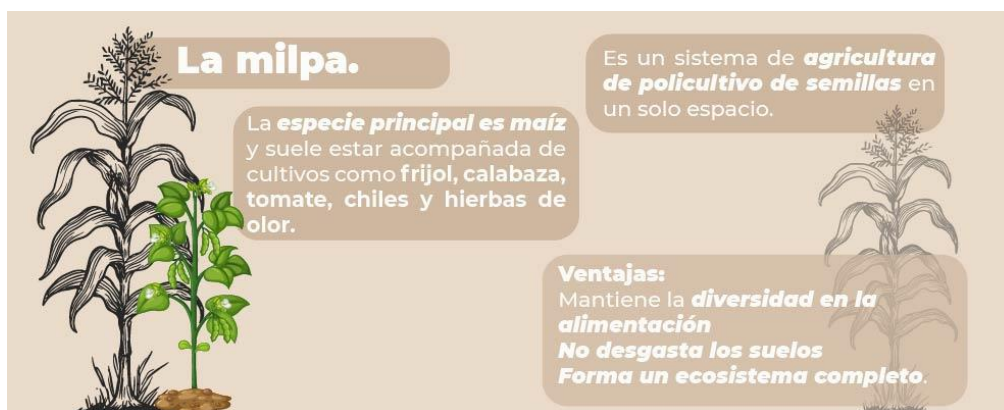 La milpa.
Es un sistema de agricultura
de policultivo de semillas en
un solo espacio.
La especie principal es maíz
y suele estar acompañada de
cultivos como frijol, calabaza,
tomate, chiles y hierbas de
olor.
Ventajas:
Mantiene la diversidad en la
alimentación
No desgasta los suelos
Forma un ecosistema completo.